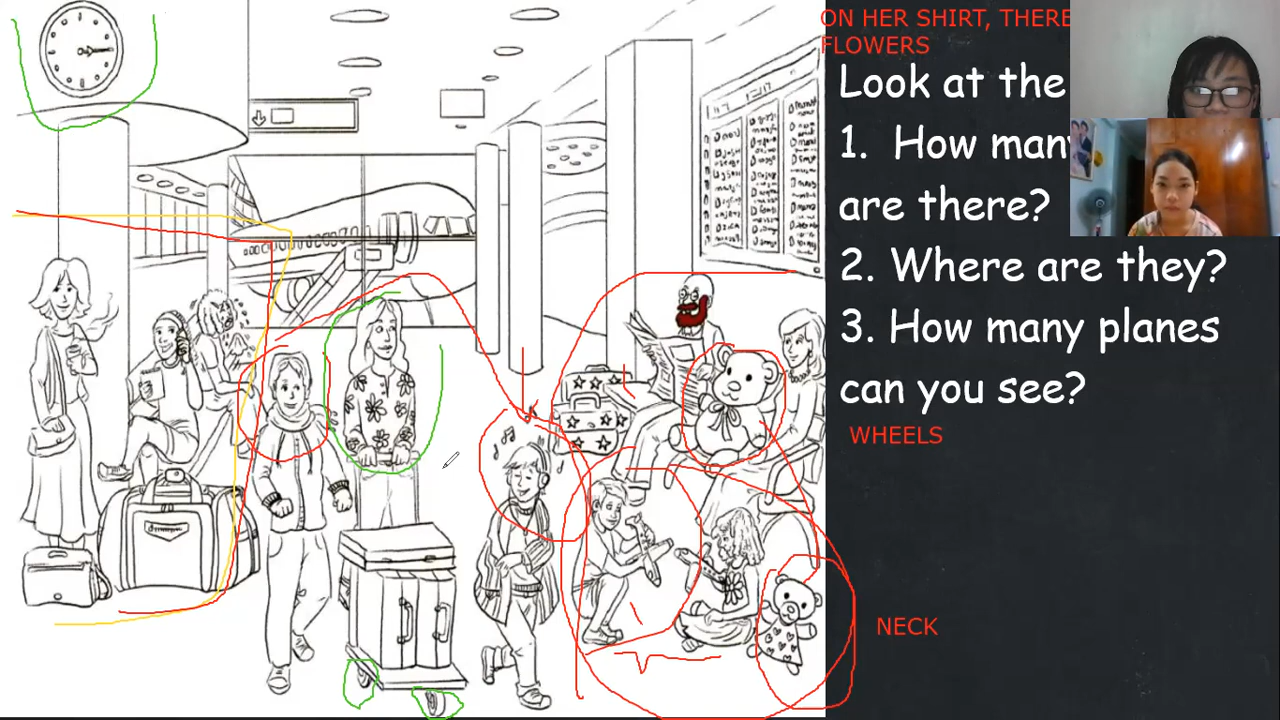 ON HER SHIRT, THERE
FLOWERS
Look at the
1. How many
are there?
2. Where are they?
3. How many planes
can you see?
WHEELS
NECK